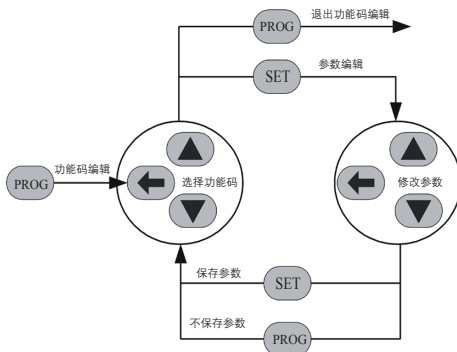 PROG 退出功能码编辑
SET 参数编辑
PROG 功能码编辑 选择功能码
修改参数
保存参数 SET
不保存参数 PROG